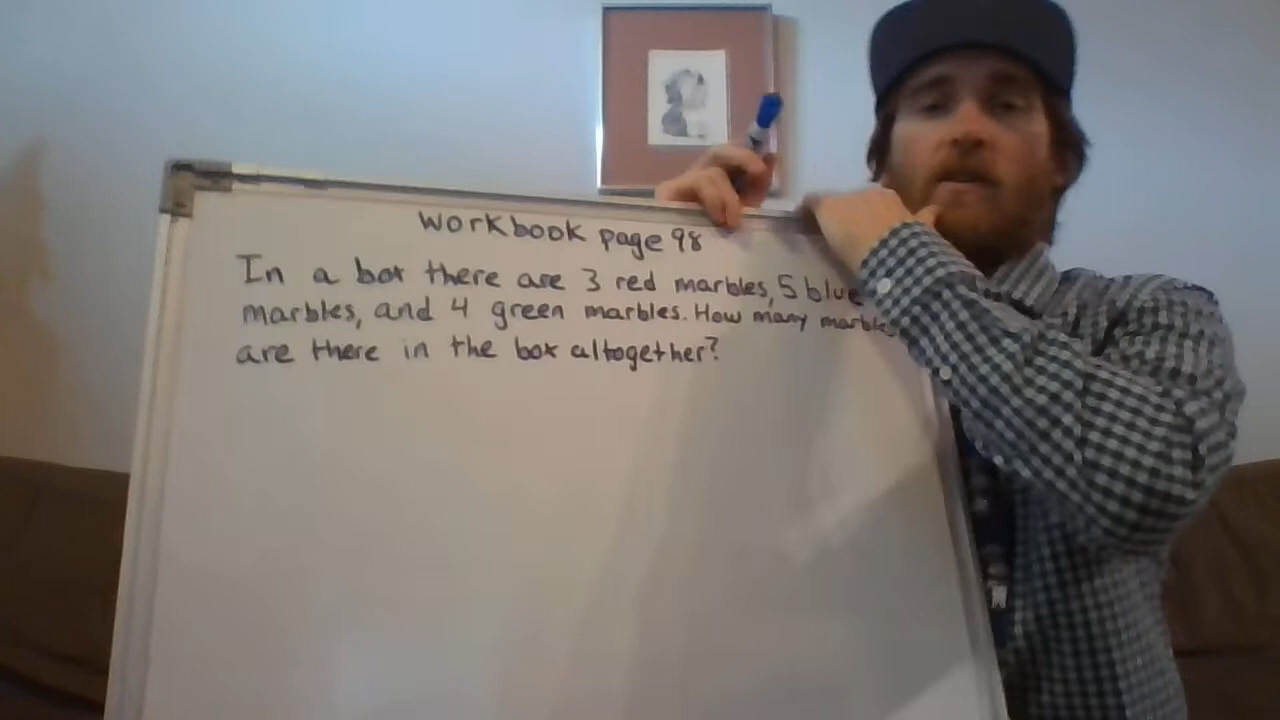 Workbook page 98
In a box there are 3 red marbles, 5 blue
marbles, and 4 green marbles. How many marbles
are there in the box altogether?